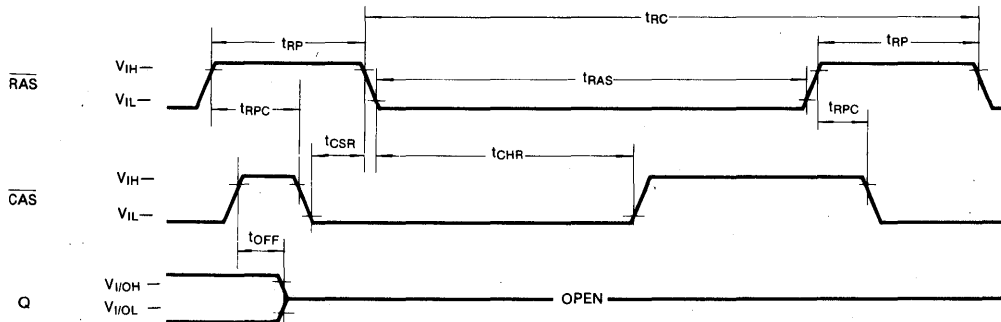 tRC
tRP tRP
RAS VIH
tRAS
VIL
tRPC tRPC
tCSR
tCHR
CAS VIH
VIL
tOFF
Q VI/OH
OPEN
VI/OL